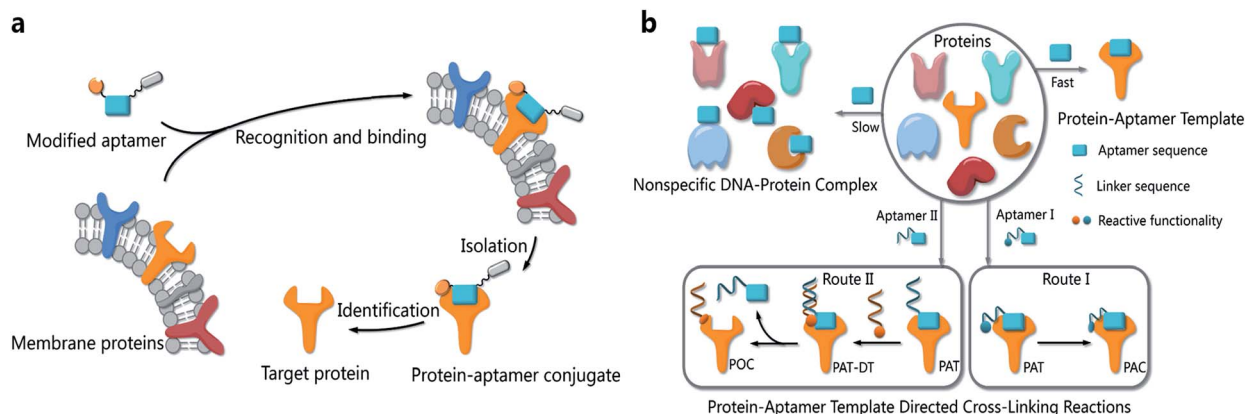 a
Modified aptamer
Recognition and binding
Membrane proteins
Isolation
Identification
Target protein
Protein-aptamer conjugate
b
Proteins
Slow
Fast
Nonspecific DNA-Protein Complex
Protein-Aptamer Template
Aptamer sequence
Linker sequence
Reactive functionality
Aptamer II
Aptamer I
Route II
POC
PAT-DT
PAT
Route I
PAT
PAC
Protein-Aptamer Template Directed Cross-Linking Reactions